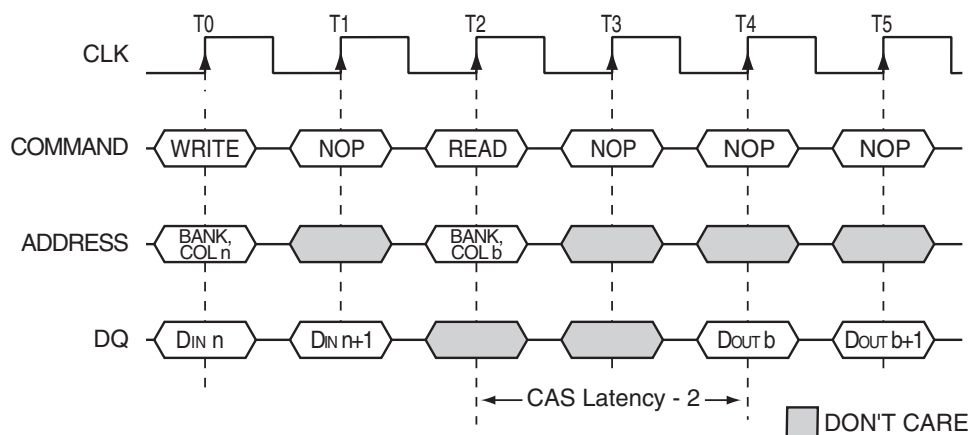 T0 T1 T2 T3 T4 T5
CLK
COMMAND WRITE NOP READ NOP NOP NOP
ADDRESS BANK, COL n BANK, COL b
DQ DIN n DIN n+1 DOUT b DOUT b+1
CAS Latency - 2
DON'T CARE